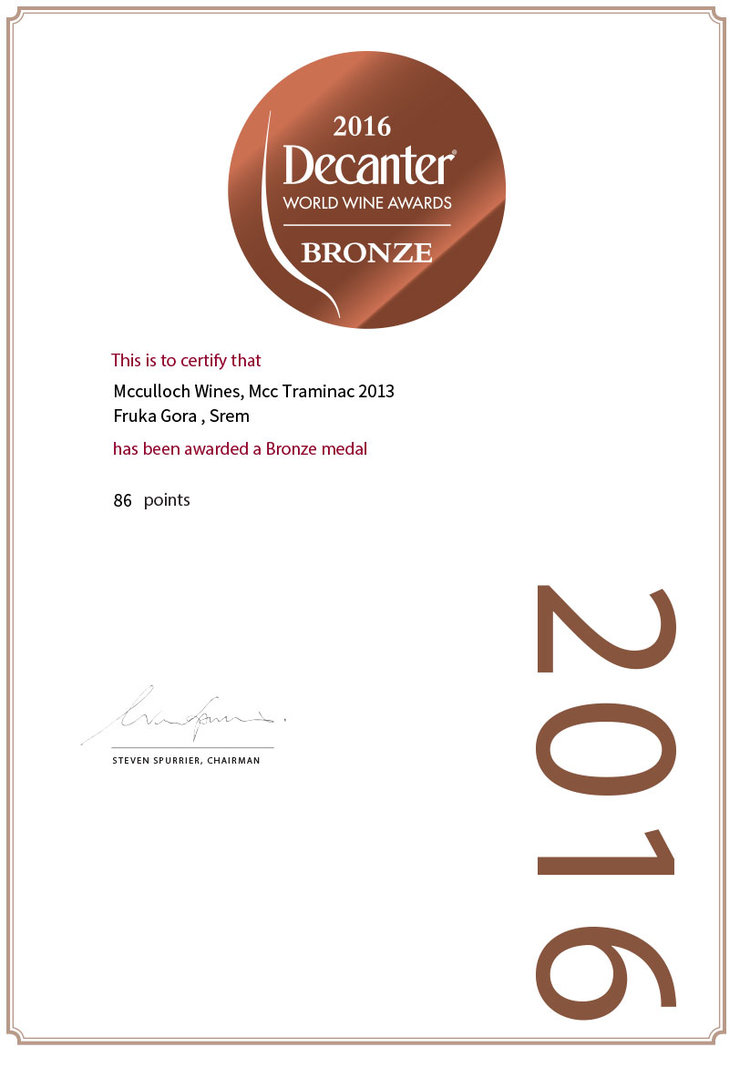 2016
Decanter®
WORLD WINE AWARDS
BRONZE
This is to certify that
Mcculloch Wines, Mcc Traminac 2013
Fruka Gora , Srem
has been awarded a Bronze medal
86 points
STEVEN SPURRIER, CHAIRMAN
2016